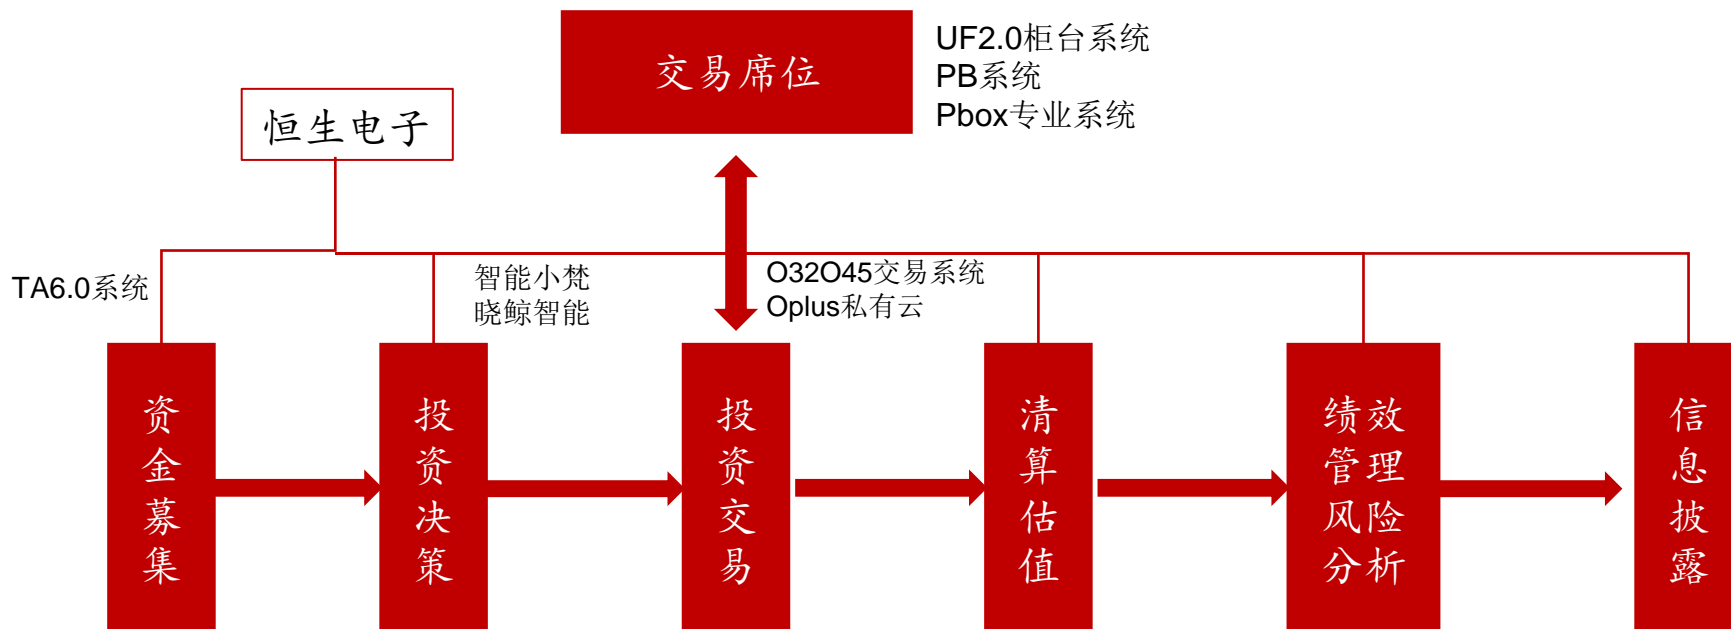 交易席位
UF2.0柜台系统
PB系统
Pbox专业系统
恒生电子
TA6.0系统
智能小梵
晓鲸智能
O32O45交易系统
Oplus私有云
资金募集
投资决策
投资交易
清算估值
绩效
管理
风险
分析
信息披露